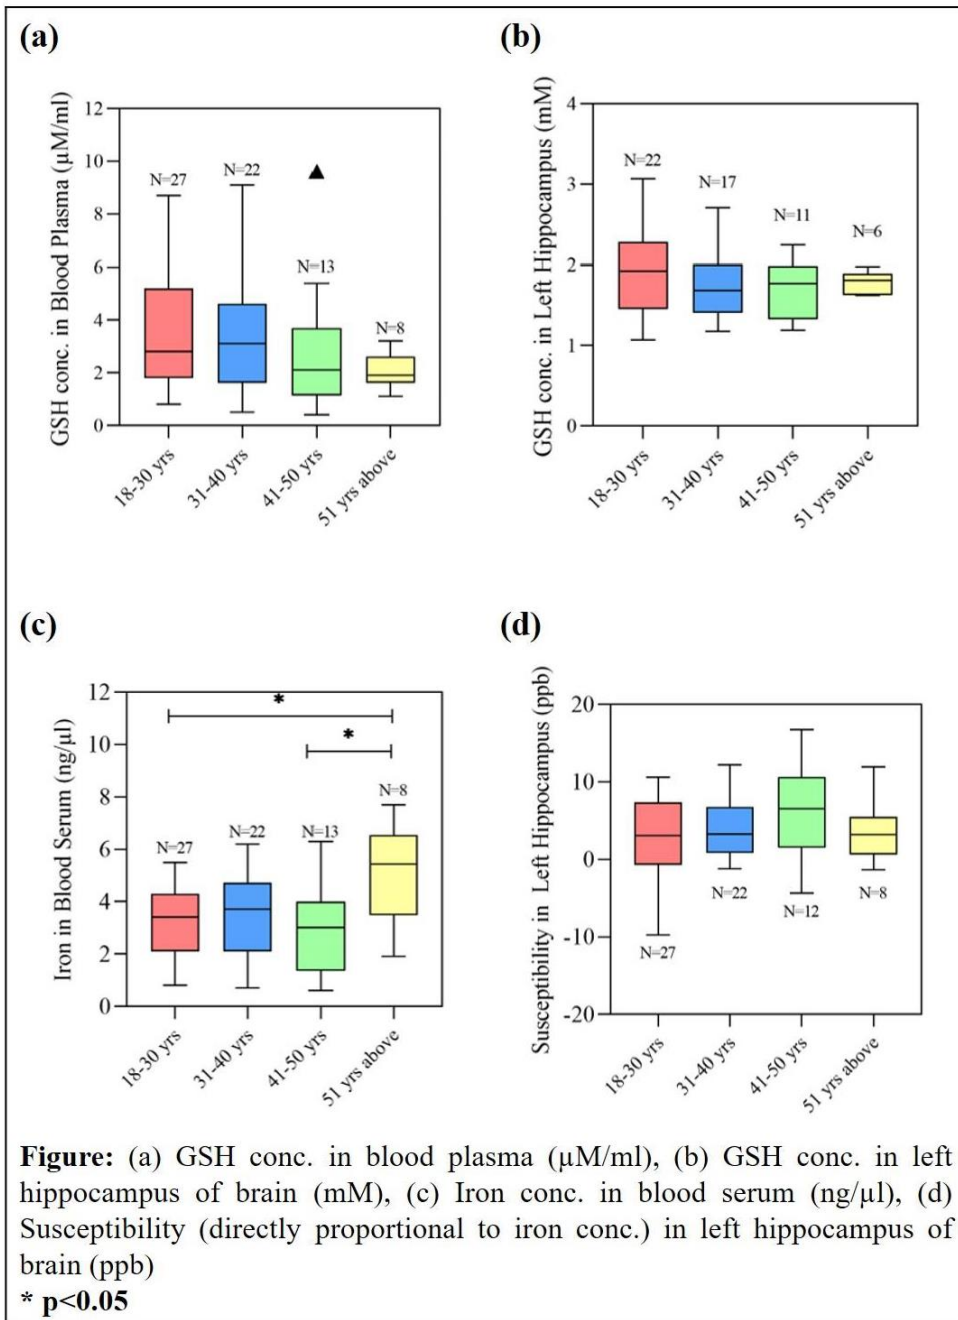 (a)
(b)
GSH conc. in Blood Plasma (µM/ml)
12
10
8
6
4
2
0
N=27
N=22
N=13
N=8
18-30 yrs
31-40 yrs
41-50 yrs
51 yrs above
GSH conc. in Left Hippocampus (mM)
4
3
2
1
0
N=22
N=17
N=11
N=6
18-30 yrs
31-40 yrs
41-50 yrs
51 yrs above
(c)
(d)
Iron in Blood Serum (ng/µl)
12
10
8
6
4
2
0
*
*
N=27
N=22
N=13
N=8
18-30 yrs
31-40 yrs
41-50 yrs
51 yrs above
Susceptibility in Left Hippocampus (ppb)
20
10
0
-10
-20
N=27
N=22
N=12
N=8
18-30 yrs
31-40 yrs
41-50 yrs
51 yrs above
Figure: (a) GSH conc. in blood plasma (µM/ml), (b) GSH conc. in left
hippocampus of brain (mM), (c) Iron conc. in blood serum (ng/µl), (d)
Susceptibility (directly proportional to iron conc.) in left hippocampus of
brain (ppb)
* p<0.05